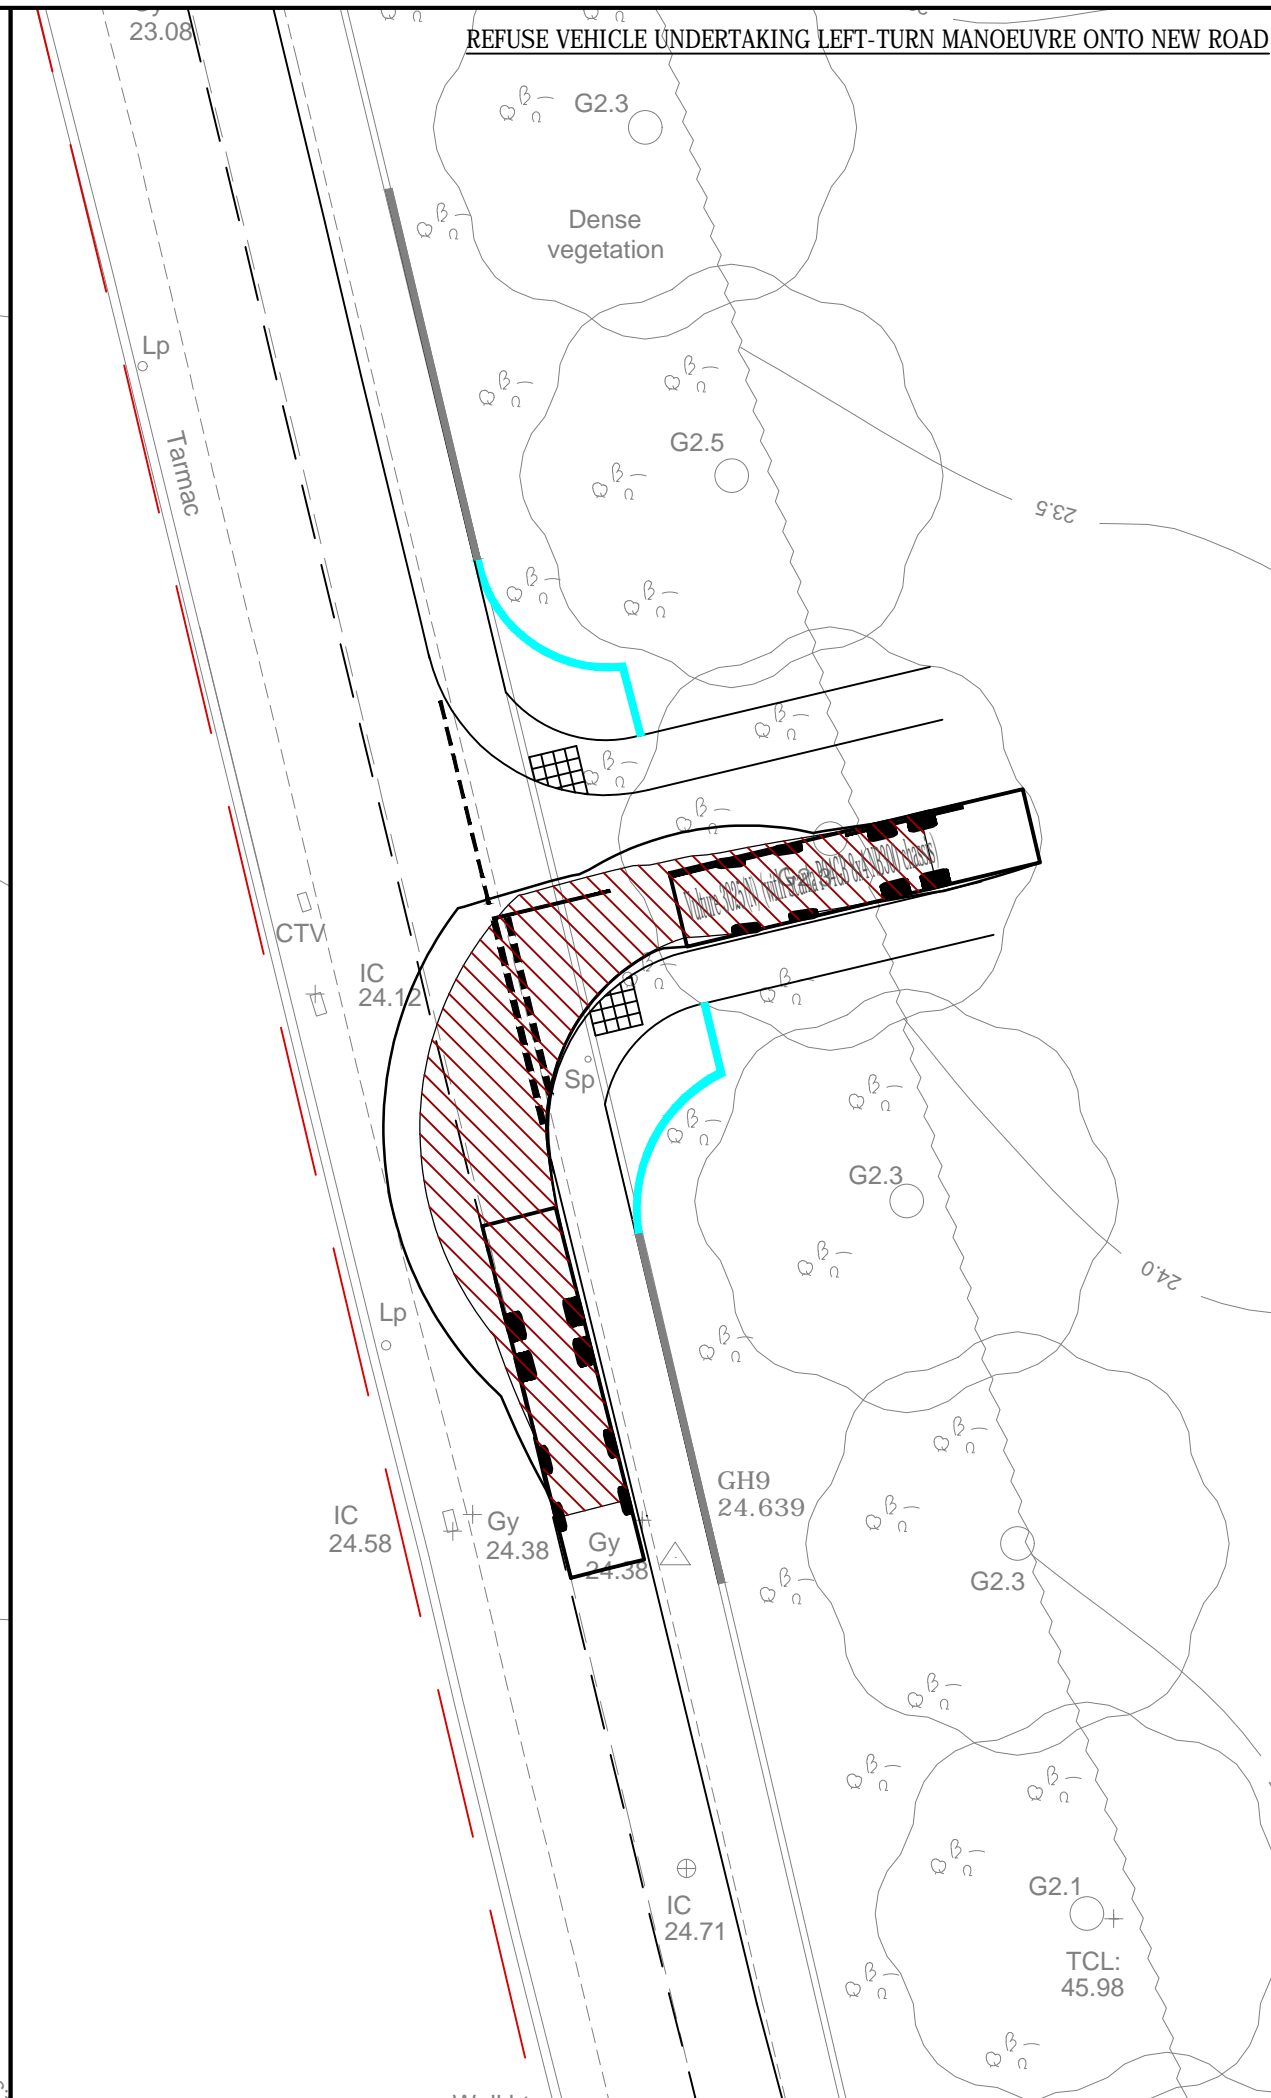 REFUSE VEHICLE UNDERTAKING LEFT-TURN MANOEUVRE ONTO NEW ROAD
23.08
G2.3
Dense
vegetation
Lp
Tarmac
G2.5
23.5
CTV
IC
24.12
Sp
G2.3
24.0
Lp
GH9
24.639
IC
24.58
Gy
24.38
Gy
24.38
G2.3
IC
24.71
G2.1
TCL:
45.98